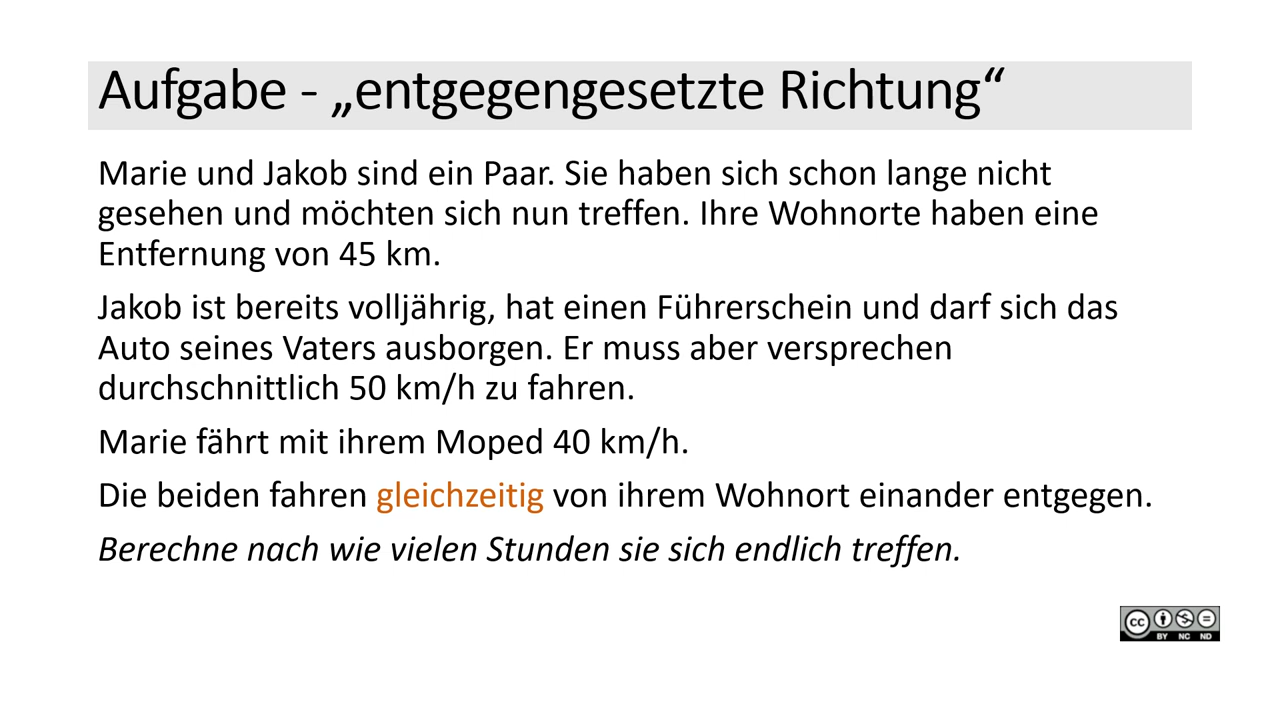 Aufgabe - „entgegengesetzte Richtung“
Marie und Jakob sind ein Paar. Sie haben sich schon lange nicht
gesehen und möchten sich nun treffen. Ihre Wohnorte haben eine
Entfernung von 45 km.
Jakob ist bereits volljährig, hat einen Führerschein und darf sich das
Auto seines Vaters ausborgen. Er muss aber versprechen
durchschnittlich 50 km/h zu fahren.
Marie fährt mit ihrem Moped 40 km/h.
Die beiden fahren gleichzeitig von ihrem Wohnort einander entgegen.
Berechne nach wie vielen Stunden sie sich endlich treffen.
cc
BY NC ND